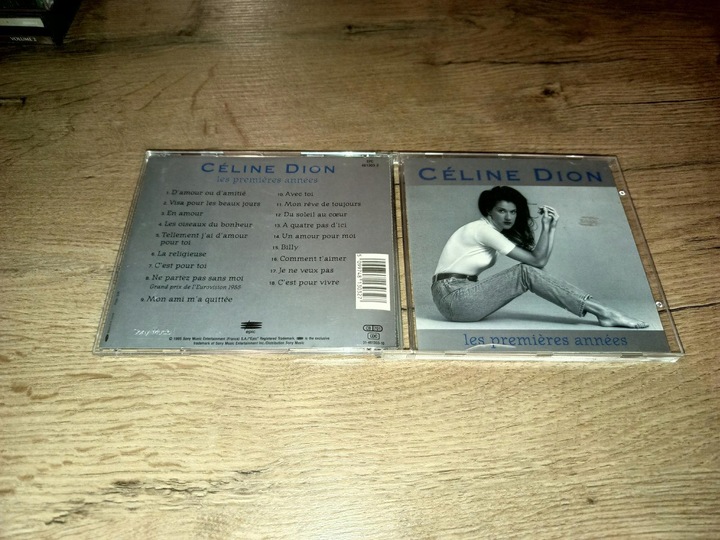 VOLUME 2
CÉLINE DION
les premières années
1. D'amour ou d'amitié
2. Visa pour les beaux jours
3. En amour
4. Les oiseaux du bonheur
5. Tellement j'ai d'amour
pour toi
6. La religieuse
7. C'est pour toi
8. Ne partez pas sans moi
Grand prix de l'Eurovision 1988
9. Mon ami m'a quittée
10. Avec toi
11. Mon rêve de toujours
12. Du soleil au cœur
13. A quatre pas d'ici
14. Un amour pour moi
15. Billy
16. Comment t'aimer
17. Je ne veux pas
18. C'est pour vivre
epic
CÉLINE DION
les premières années